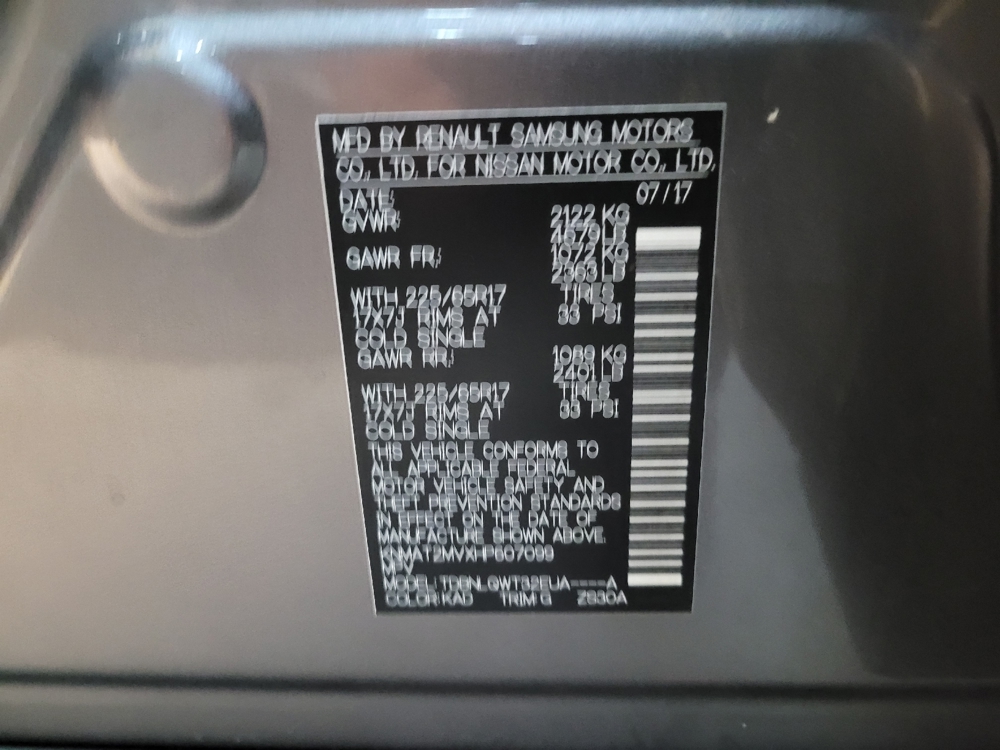 MFD BY RENAULT SAMSUNG MOTORS
CO., LTD. FOR NISSAN MOTOR CO., LTD.
DATE: 07/17
GVWR: 2122 KG
4679 LB
GAWR FR: 1072 KG
2363 LB
WITH 225/65R17 TIRES
17X7J RIMS AT 33 PSI
COLD SINGLE
GAWR RR: 1089 KG
2401 LB
WITH 225/65R17 TIRES
17X7J RIMS AT 33 PSI
COLD SINGLE
THIS VEHICLE CONFORMS TO
ALL APPLICABLE FEDERAL
MOTOR VEHICLE SAFETY AND
THEFT PREVENTION STANDARDS
IN EFFECT ON THE DATE OF
MANUFACTURE SHOWN ABOVE.
KNMAT2MVXHP607099
MPV
MODEL: TDBNLQWT32EUA----A
COLOR: KAD TRIM: G